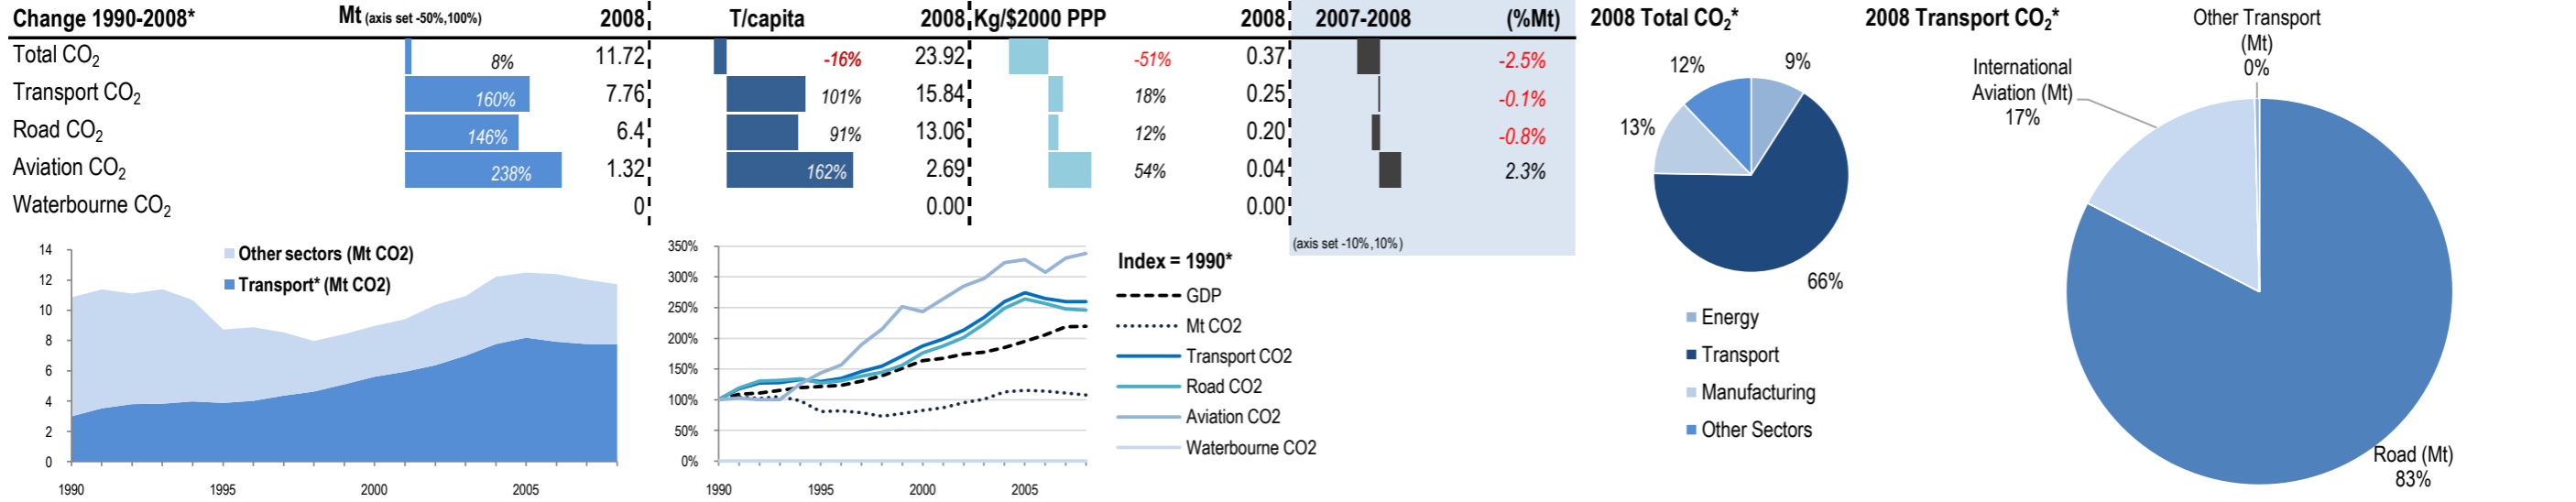 Change 1990-2008* Mt (axis set -50%,100%) 2008 T/capita 2008 Kg/$2000 PPP 2008 2007-2008 (%Mt)
Total CO2 8% 11.72 -16% 23.92 -51% 0.37 -2.5%
Transport CO2 160% 7.76 101% 15.84 18% 0.25 -0.1%
Road CO2 146% 6.4 91% 13.06 12% 0.20 -0.8%
Aviation CO2 238% 1.32 162% 2.69 54% 0.04 2.3%
Waterbourne CO2 0 0.00 0.00
(axis set -10%,10%)
14
12
10
8
6
4
2
0
1990 1995 2000 2005
Other sectors (Mt CO2)
Transport* (Mt CO2)
350%
300%
250%
200%
150%
100%
50%
0%
1990 1995 2000 2005
Index = 1990*
GDP
Mt CO2
Transport CO2
Road CO2
Aviation CO2
Waterbourne CO2
2008 Total CO2*
12% 9%
13%
66%
Energy
Transport
Manufacturing
Other Sectors
2008 Transport CO2*
Other Transport
(Mt)
0%
International
Aviation (Mt)
17%
Road (Mt)
83%